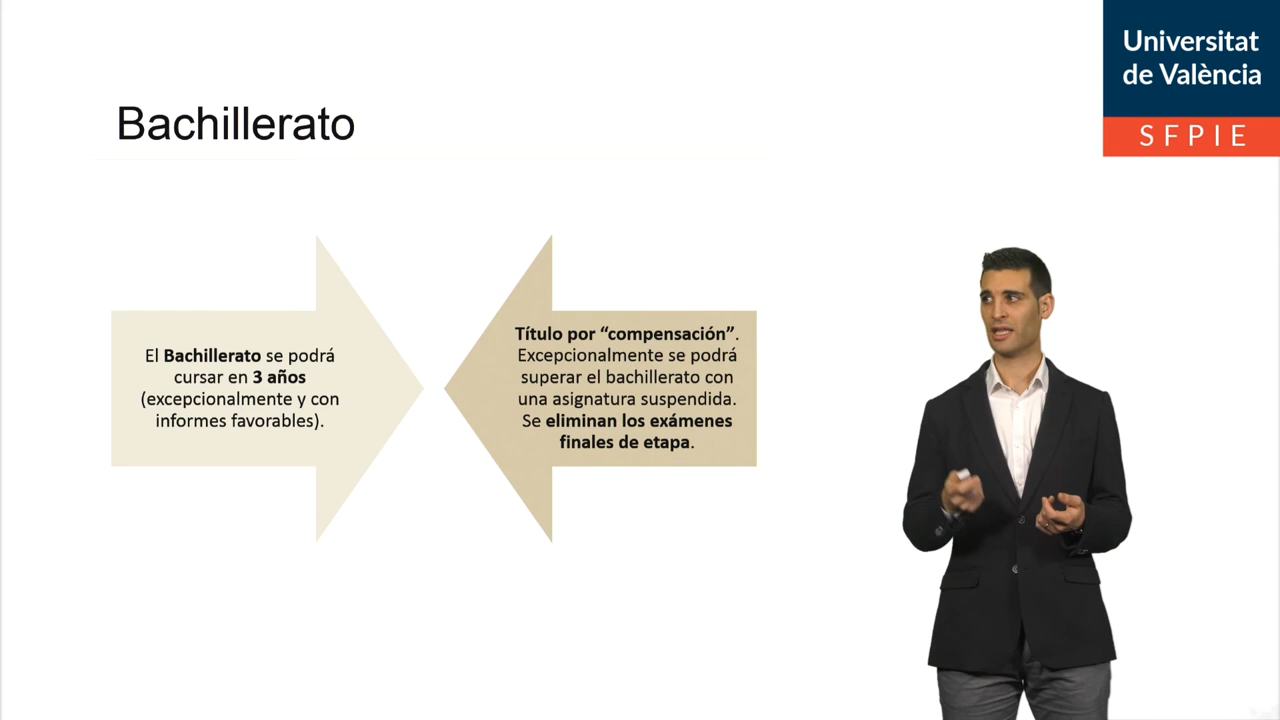 Universitat
de València
SFPIE
Bachillerato
El Bachillerato se podrá
cursar en 3 años
(excepcionalmente y con
informes favorables).
Título por “compensación”.
Excepcionalmente se podrá
superar el bachillerato con
una asignatura suspendida.
Se eliminan los exámenes
finales de etapa.